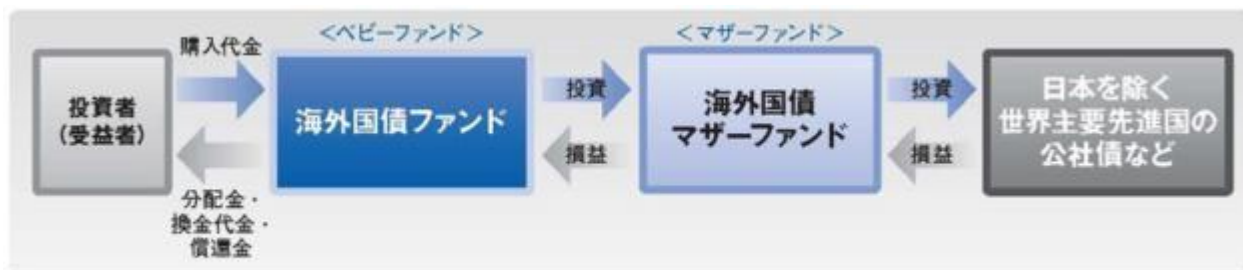 <ベビーファンド>
<マザーファンド>
購入代金
投資者
(受益者)
分配金・
換金代金・
償還金
海外国債ファンド
投資
損益
海外国債
マザーファンド
投資
損益
日本を除く
世界主要先進国の
公社債など